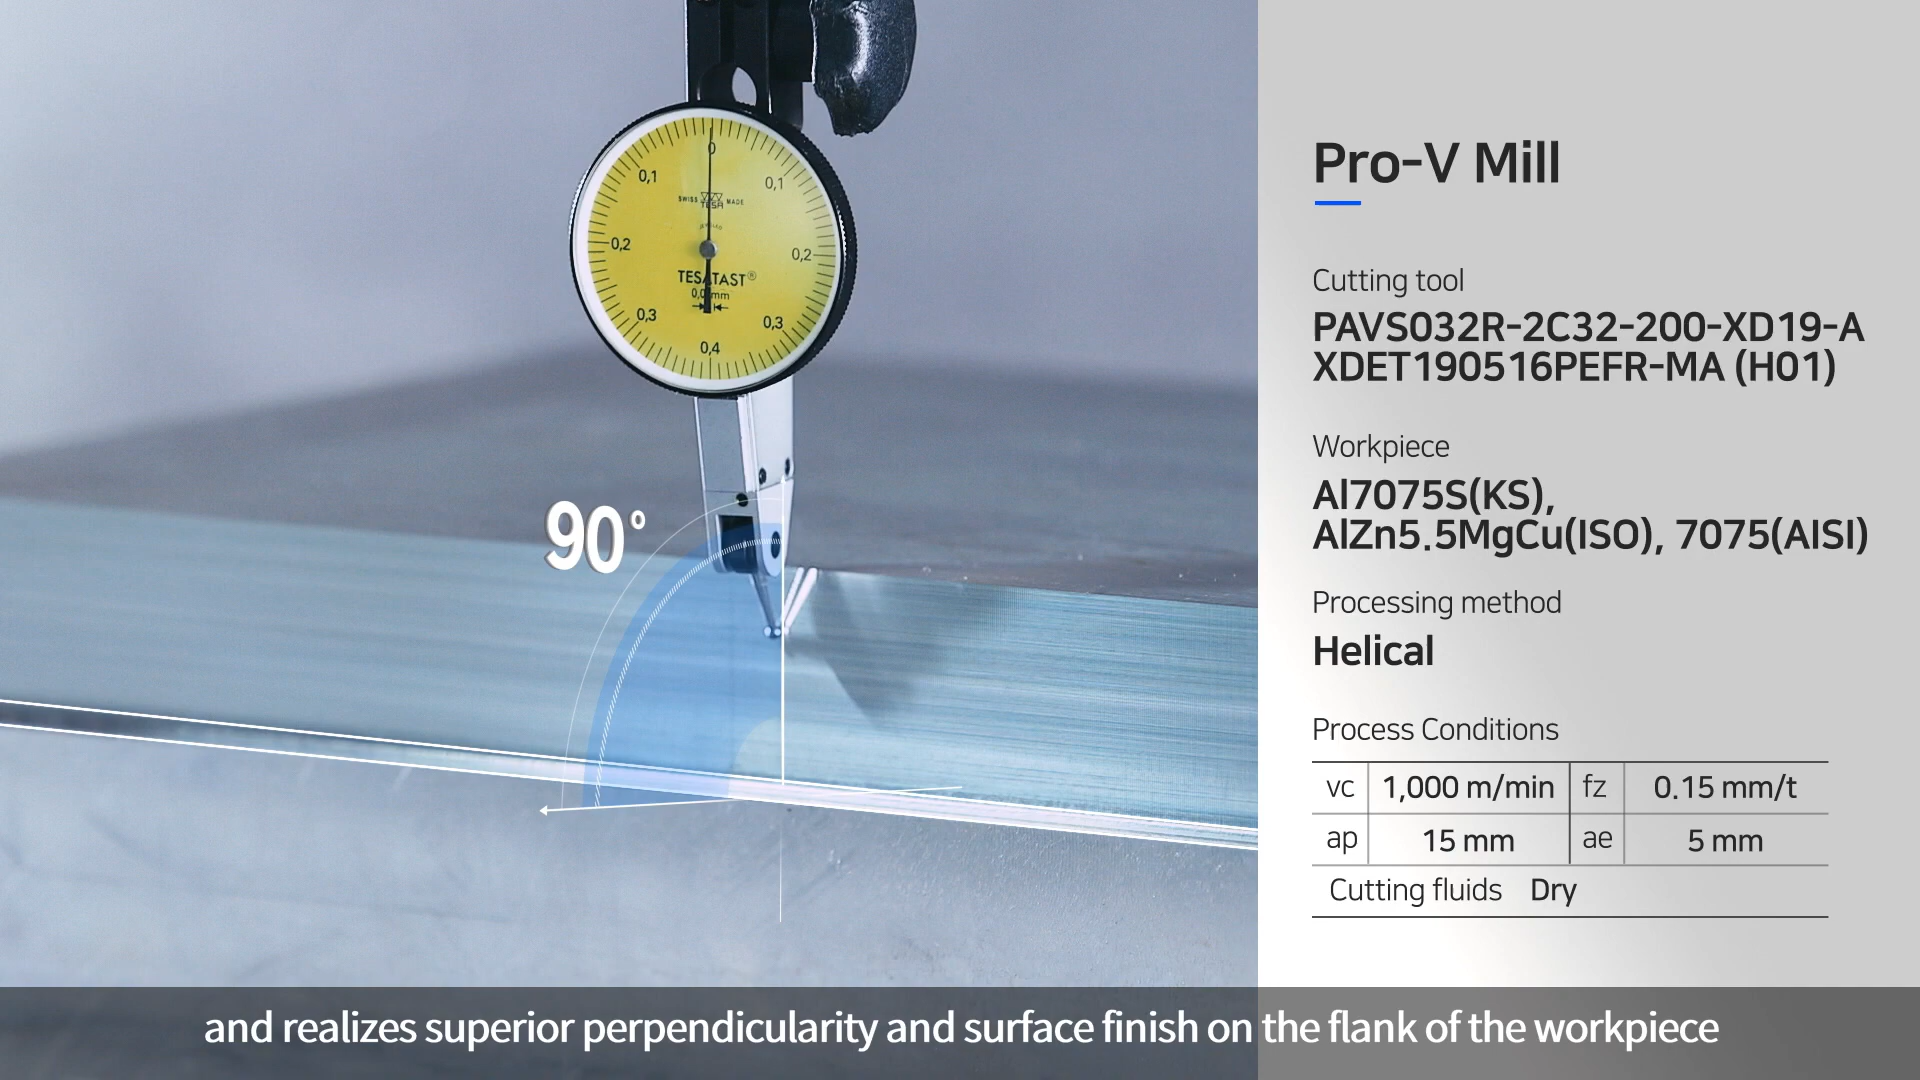 0
0,1
0,1
SWISS TESA MADE
0,2
0,2
TESATAST®
0,3
0,3
0,4
90°
Pro-V Mill
Cutting tool
PAVS032R-2C32-200-XD19-A
XDET190516PEFR-MA (H01)
Workpiece
Al7075S(KS),
AlZn5.5MgCu(ISO), 7075(AISI)
Processing method
Helical
Process Conditions
vc 1,000 m/min fz 0.15 mm/t
ap 15 mm ae 5 mm
Cutting fluids Dry
and realizes superior perpendicularity and surface finish on the flank of the workpiece